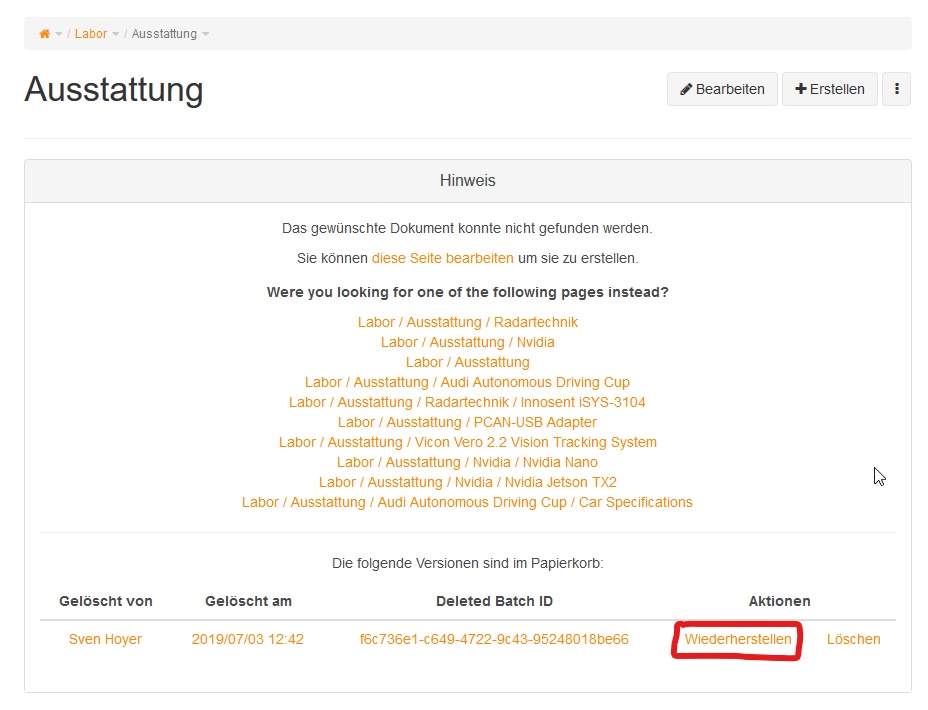 / Labor / Ausstattung
Ausstattung
Bearbeiten Erstellen
Hinweis
Das gewünschte Dokument konnte nicht gefunden werden.
Sie können diese Seite bearbeiten um sie zu erstellen.
Were you looking for one of the following pages instead?
Labor / Ausstattung / Radartechnik
Labor / Ausstattung / Nvidia
Labor / Ausstattung
Labor / Ausstattung / Audi Autonomous Driving Cup
Labor / Ausstattung / Radartechnik / Innosent iSYS-3104
Labor / Ausstattung / PCAN-USB Adapter
Labor / Ausstattung / Vicon Vero 2.2 Vision Tracking System
Labor / Ausstattung / Nvidia / Nvidia Nano
Labor / Ausstattung / Nvidia / Nvidia Jetson TX2
Labor / Ausstattung / Audi Autonomous Driving Cup / Car Specifications
Die folgende Versionen sind im Papierkorb:
Gelöscht von Gelöscht am Deleted Batch ID Aktionen
Sven Hoyer 2019/07/03 12:42 f6c736e1-c649-4722-9c43-95248018be66 Wiederherstellen Löschen